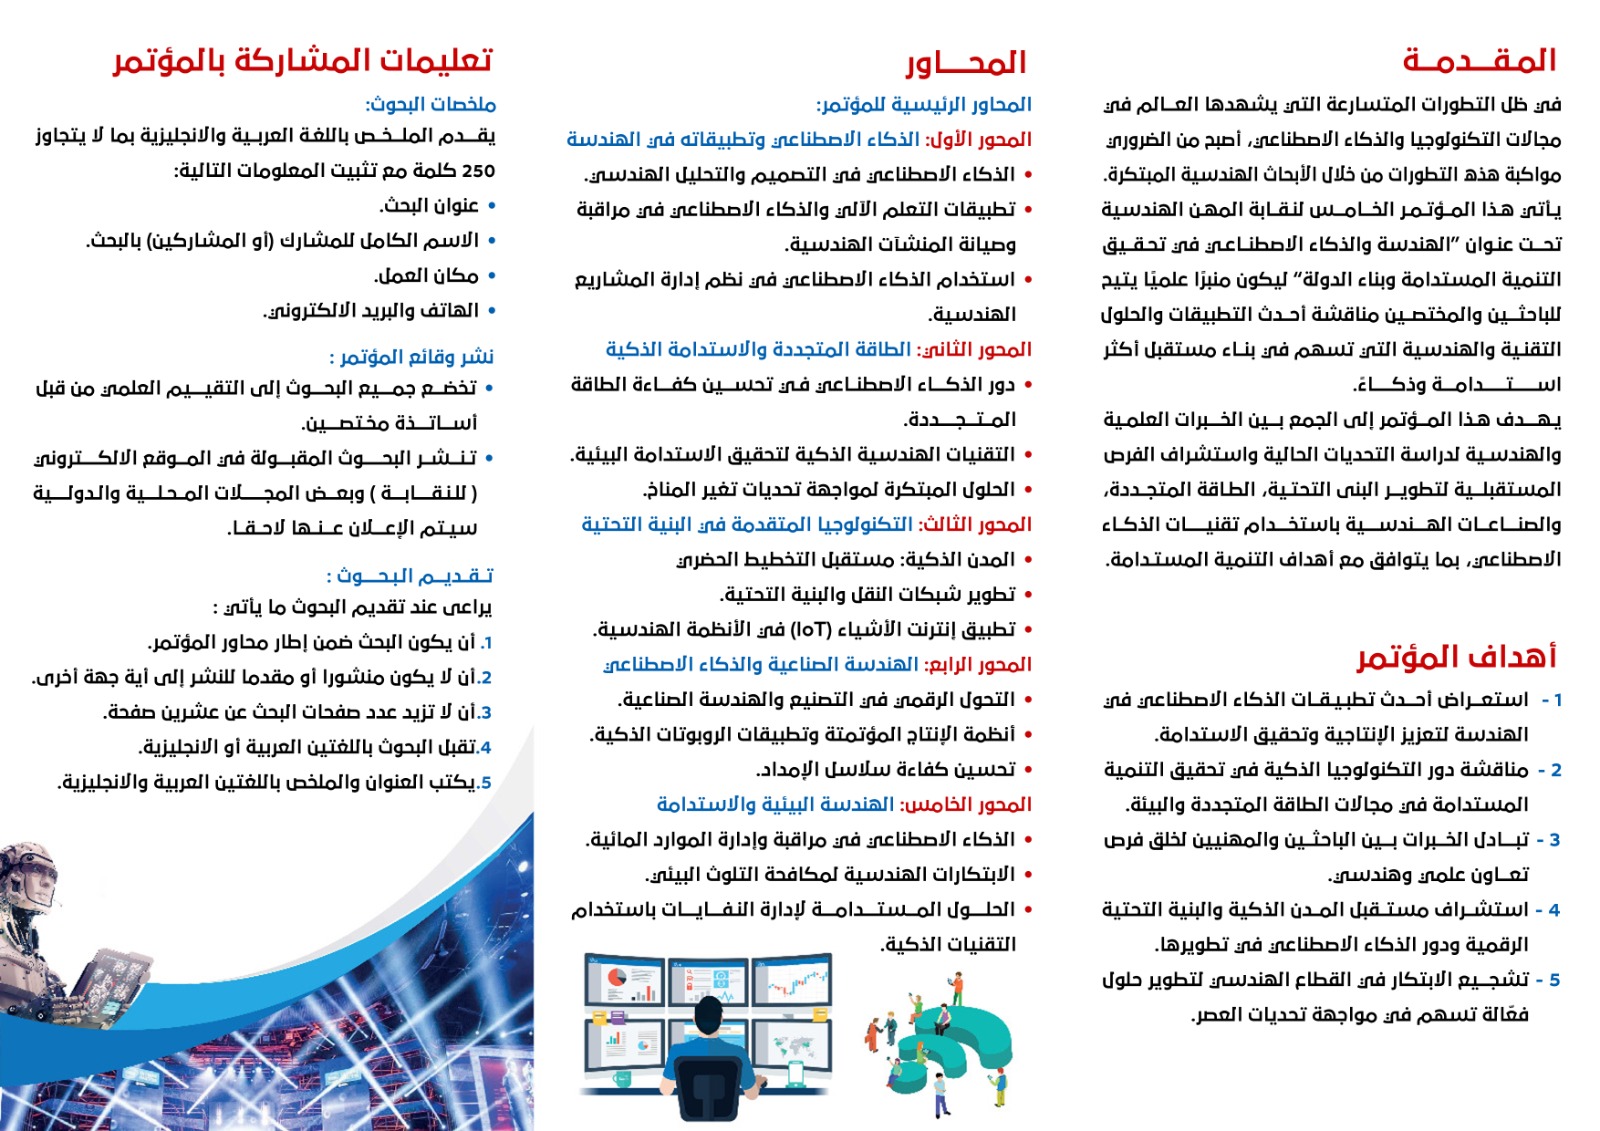 المقدمة
في ظل التطورات المتسارعة التي يشهدها العالم في
مجالات التكنولوجيا والذكاء الاصطناعي، أصبح من الضروري
مواكبة هذه التطورات من خلال الأبحاث الهندسية المبتكرة.
يأتي هذا المؤتمر الخامس لنقابة المهن الهندسية
تحت عنوان "الهندسة والذكاء الاصطناعي في تحقيق
التنمية المستدامة وبناء الدولة" ليكون منبرًا علميًا يتيح
للباحثين والمختصين مناقشة أحدث التطبيقات والحلول
التقنية والهندسية التي تسهم في بناء مستقبل أكثر
استدامة وذكاءً.
يهدف هذا المؤتمر إلى الجمع بين الخبرات العلمية
والهندسية لدراسة التحديات الحالية واستشراف الفرص
المستقبلية لتطوير البنى التحتية، الطاقة المتجددة،
والصناعات الهندسية باستخدام تقنيات الذكاء
الاصطناعي، بما يتوافق مع أهداف التنمية المستدامة.
أهداف المؤتمر
1 - استعراض أحدث تطبيقات الذكاء الاصطناعي في
الهندسة لتعزيز الإنتاجية وتحقيق الاستدامة.
2 - مناقشة دور التكنولوجيا الذكية في تحقيق التنمية
المستدامة في مجالات الطاقة المتجددة والبيئة.
3 - تبادل الخبرات بين الباحثين والمهنيين لخلق فرص
تعاون علمي وهندسي.
4 - استشراف مستقبل المدن الذكية والبنية التحتية
الرقمية ودور الذكاء الاصطناعي في تطويرها.
5 - تشجيع الابتكار في القطاع الهندسي لتطوير حلول
فعّالة تسهم في مواجهة تحديات العصر.
المحاور
المحاور الرئيسية للمؤتمر:
المحور الأول: الذكاء الاصطناعي وتطبيقاته في الهندسة
• الذكاء الاصطناعي في التصميم والتحليل الهندسي.
• تطبيقات التعلم الآلي والذكاء الاصطناعي في مراقبة
وصيانة المنشآت الهندسية.
• استخدام الذكاء الاصطناعي في نظم إدارة المشاريع
الهندسية.
المحور الثاني: الطاقة المتجددة والاستدامة الذكية
• دور الذكاء الاصطناعي في تحسين كفاءة الطاقة
المتجددة.
• التقنيات الهندسية الذكية لتحقيق الاستدامة البيئية.
• الحلول المبتكرة لمواجهة تحديات تغير المناخ.
المحور الثالث: التكنولوجيا المتقدمة في البنية التحتية
• المدن الذكية: مستقبل التخطيط الحضري
• تطوير شبكات النقل والبنية التحتية.
• تطبيق إنترنت الأشياء (IoT) في الأنظمة الهندسية.
المحور الرابع: الهندسة الصناعية والذكاء الاصطناعي
• التحول الرقمي في التصنيع والهندسة الصناعية.
• أنظمة الإنتاج المؤتمتة وتطبيقات الروبوتات الذكية.
• تحسين كفاءة سلاسل الإمداد.
المحور الخامس: الهندسة البيئية والاستدامة
• الذكاء الاصطناعي في مراقبة وإدارة الموارد المائية.
• الابتكارات الهندسية لمكافحة التلوث البيئي.
• الحلول المستدامة لإدارة النفايات باستخدام
التقنيات الذكية.
تعليمات المشاركة بالمؤتمر
ملخصات البحوث:
يقدم الملخص باللغة العربية والانجليزية بما لا يتجاوز
250 كلمة مع تثبيت المعلومات التالية:
• عنوان البحث.
• الاسم الكامل للمشارك (أو المشاركين) بالبحث.
• مكان العمل.
• الهاتف والبريد الالكتروني.
نشر وقائع المؤتمر :
• تخضع جميع البحوث إلى التقييم العلمي من قبل
أساتذة مختصين.
• تنشر البحوث المقبولة في الموقع الالكتروني
( للنقابة ) وبعض المجلات المحلية والدولية
سيتم الإعلان عنها لاحقا.
تقديم البحوث :
يراعى عند تقديم البحوث ما يأتي :
1. أن يكون البحث ضمن إطار محاور المؤتمر.
2.أن لا يكون منشورا أو مقدما للنشر إلى أية جهة أخرى.
3.أن لا تزيد عدد صفحات البحث عن عشرين صفحة.
4.تقبل البحوث باللغتين العربية أو الانجليزية.
5.يكتب العنوان والملخص باللغتين العربية والانجليزية.